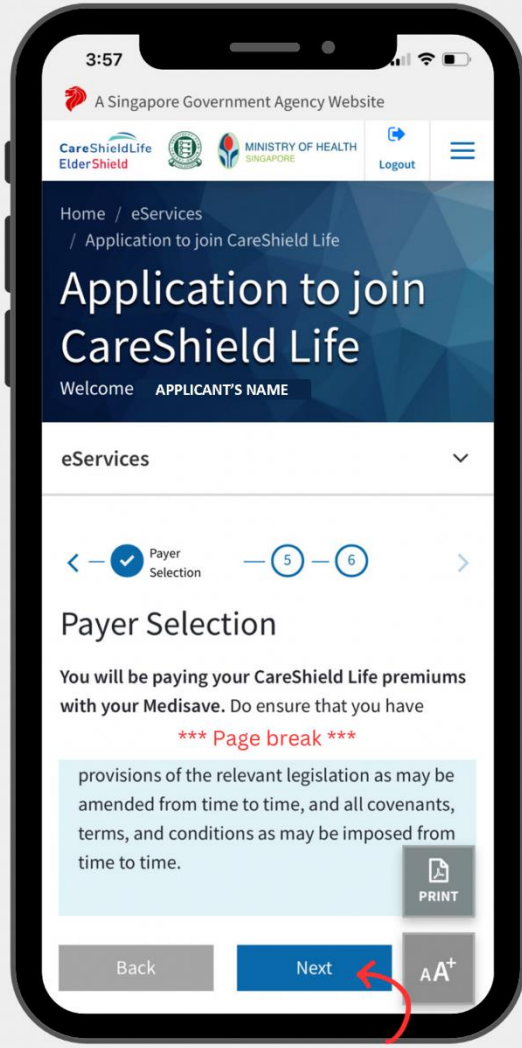 3:57
A Singapore Government Agency Website
CareShieldLife
ElderShield
MINISTRY OF HEALTH
SINGAPORE
Logout
Home / eServices
/ Application to join CareShield Life
Application to join
CareShield Life
Welcome APPLICANT'S NAME
eServices
Payer
Selection
5
6
Payer Selection
You will be paying your CareShield Life premiums
with your Medisave. Do ensure that you have
*** Page break ***
provisions of the relevant legislation as may be
amended from time to time, and all covenants,
terms, and conditions as may be imposed from
time to time.
PRINT
Back
Next
AA+